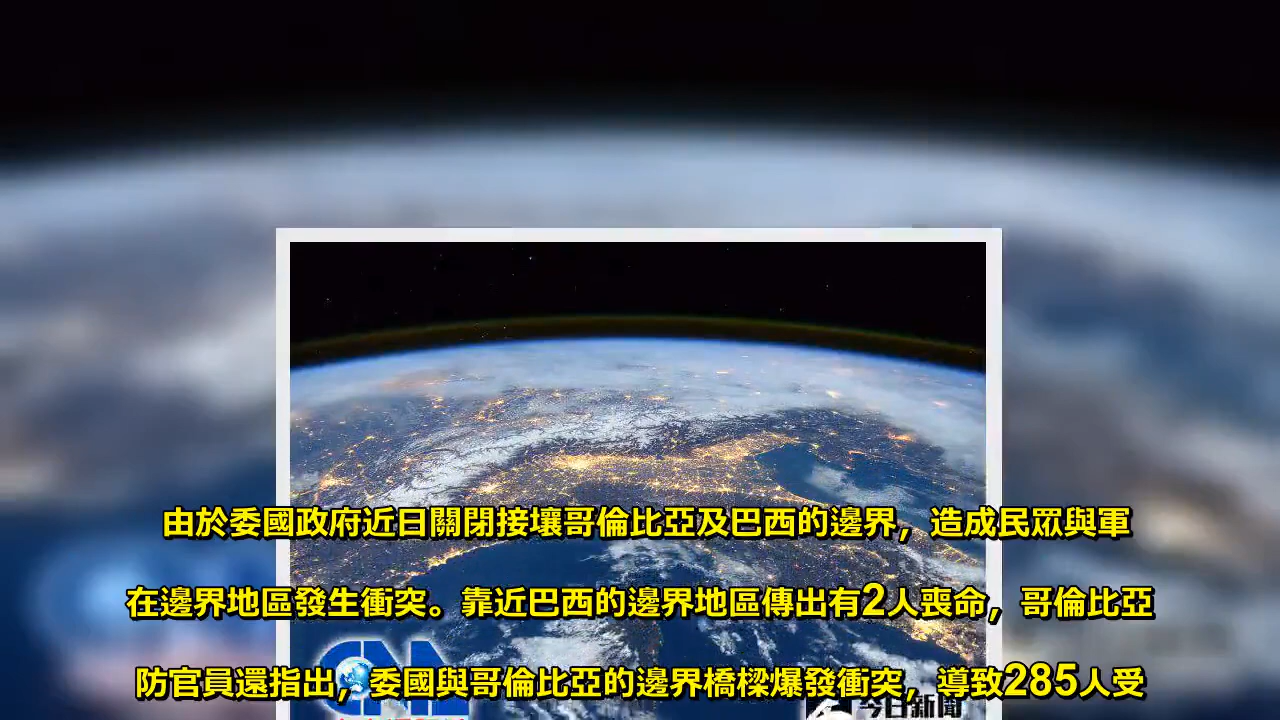 由於委國政府近日關閉接壤哥倫比亞及巴西的邊界，造成民眾與軍
在邊界地區發生衝突。靠近巴西的邊界地區傳出有2人喪命，哥倫比亞
防官員還指出，委國與哥倫比亞的邊界橋樑爆發衝突，導致285人受
CNA
今日新聞